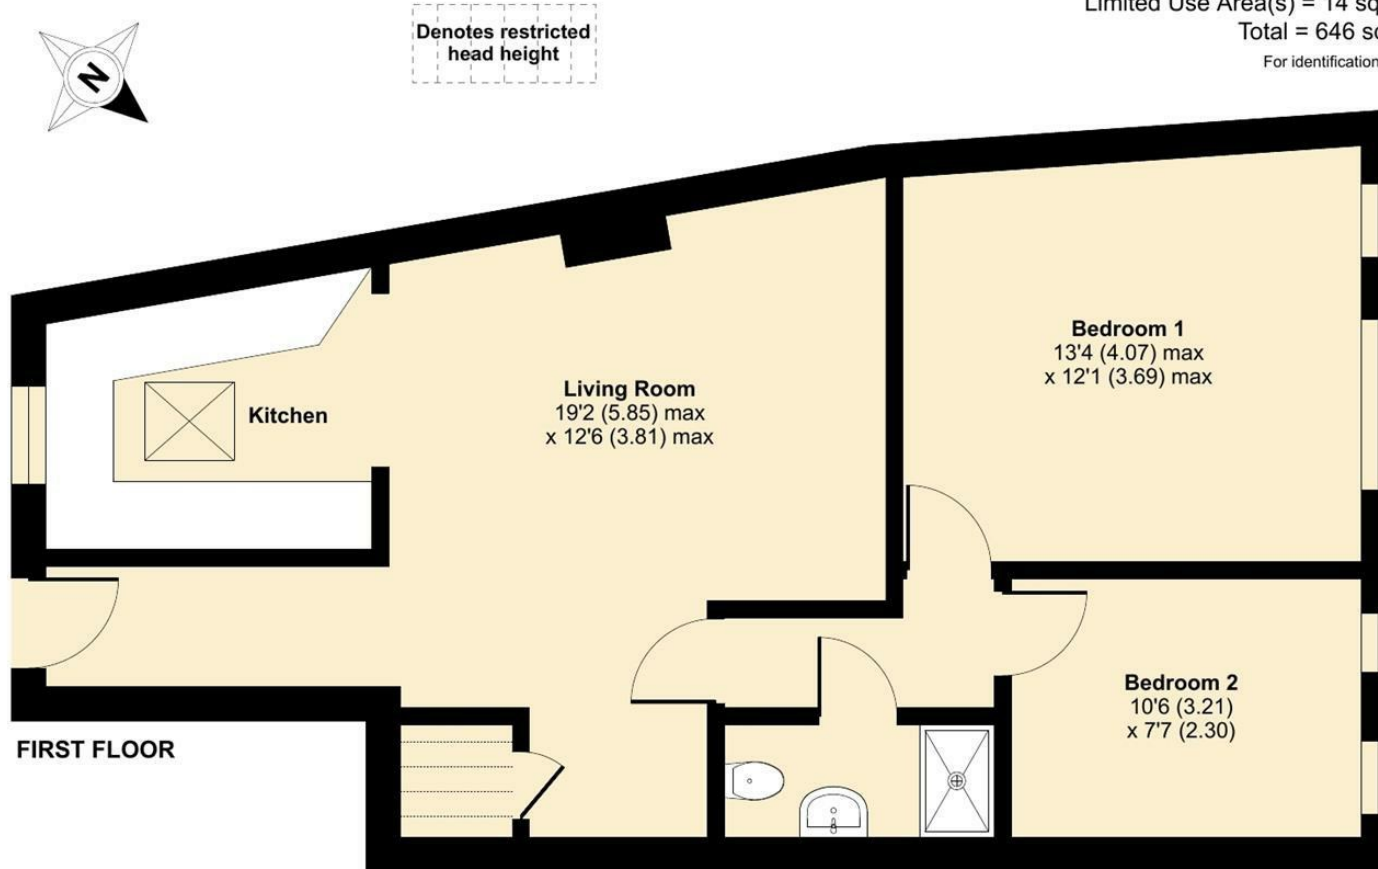 Denotes restricted
head height
Limited Use Area(s) = 14
Total = 646
For identification
N
Kitchen
Living Room
19'2 (5.85) max
x 12'6 (3.81) max
Bedroom 1
13'4 (4.07) max
x 12'1 (3.69) max
Bedroom 2
10'6 (3.21)
x 7'7 (2.30)
FIRST FLOOR